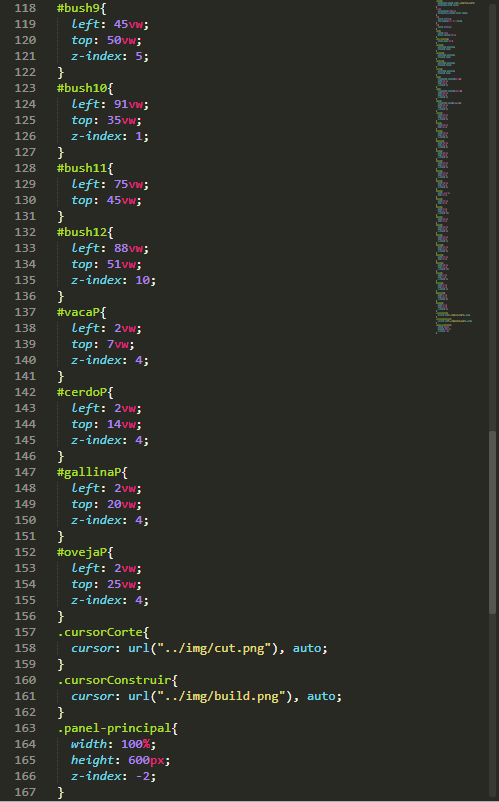 118 #bush9{
119 left: 45vw;
120 top: 50vw;
121 z-index: 5;
122 }
123 #bush10{
124 left: 91vw;
125 top: 35vw;
126 z-index: 1;
127 }
128 #bush11{
129 left: 75vw;
130 top: 45vw;
131 }
132 #bush12{
133 left: 88vw;
134 top: 51vw;
135 z-index: 10;
136 }
137 #vacaP{
138 left: 2vw;
139 top: 7vw;
140 z-index: 4;
141 }
142 #cerdoP{
143 left: 2vw;
144 top: 14vw;
145 z-index: 4;
146 }
147 #gallinaP{
148 left: 2vw;
149 top: 20vw;
150 z-index: 4;
151 }
152 #ovejaP{
153 left: 2vw;
154 top: 25vw;
155 z-index: 4;
156 }
157 .cursorCorte{
158 cursor: url("../img/cut.png"), auto;
159 }
160 .cursorConstruir{
161 cursor: url("../img/build.png"), auto;
162 }
163 .panel-principal{
164 width: 100%;
165 height: 600px;
166 z-index: -2;
167 }